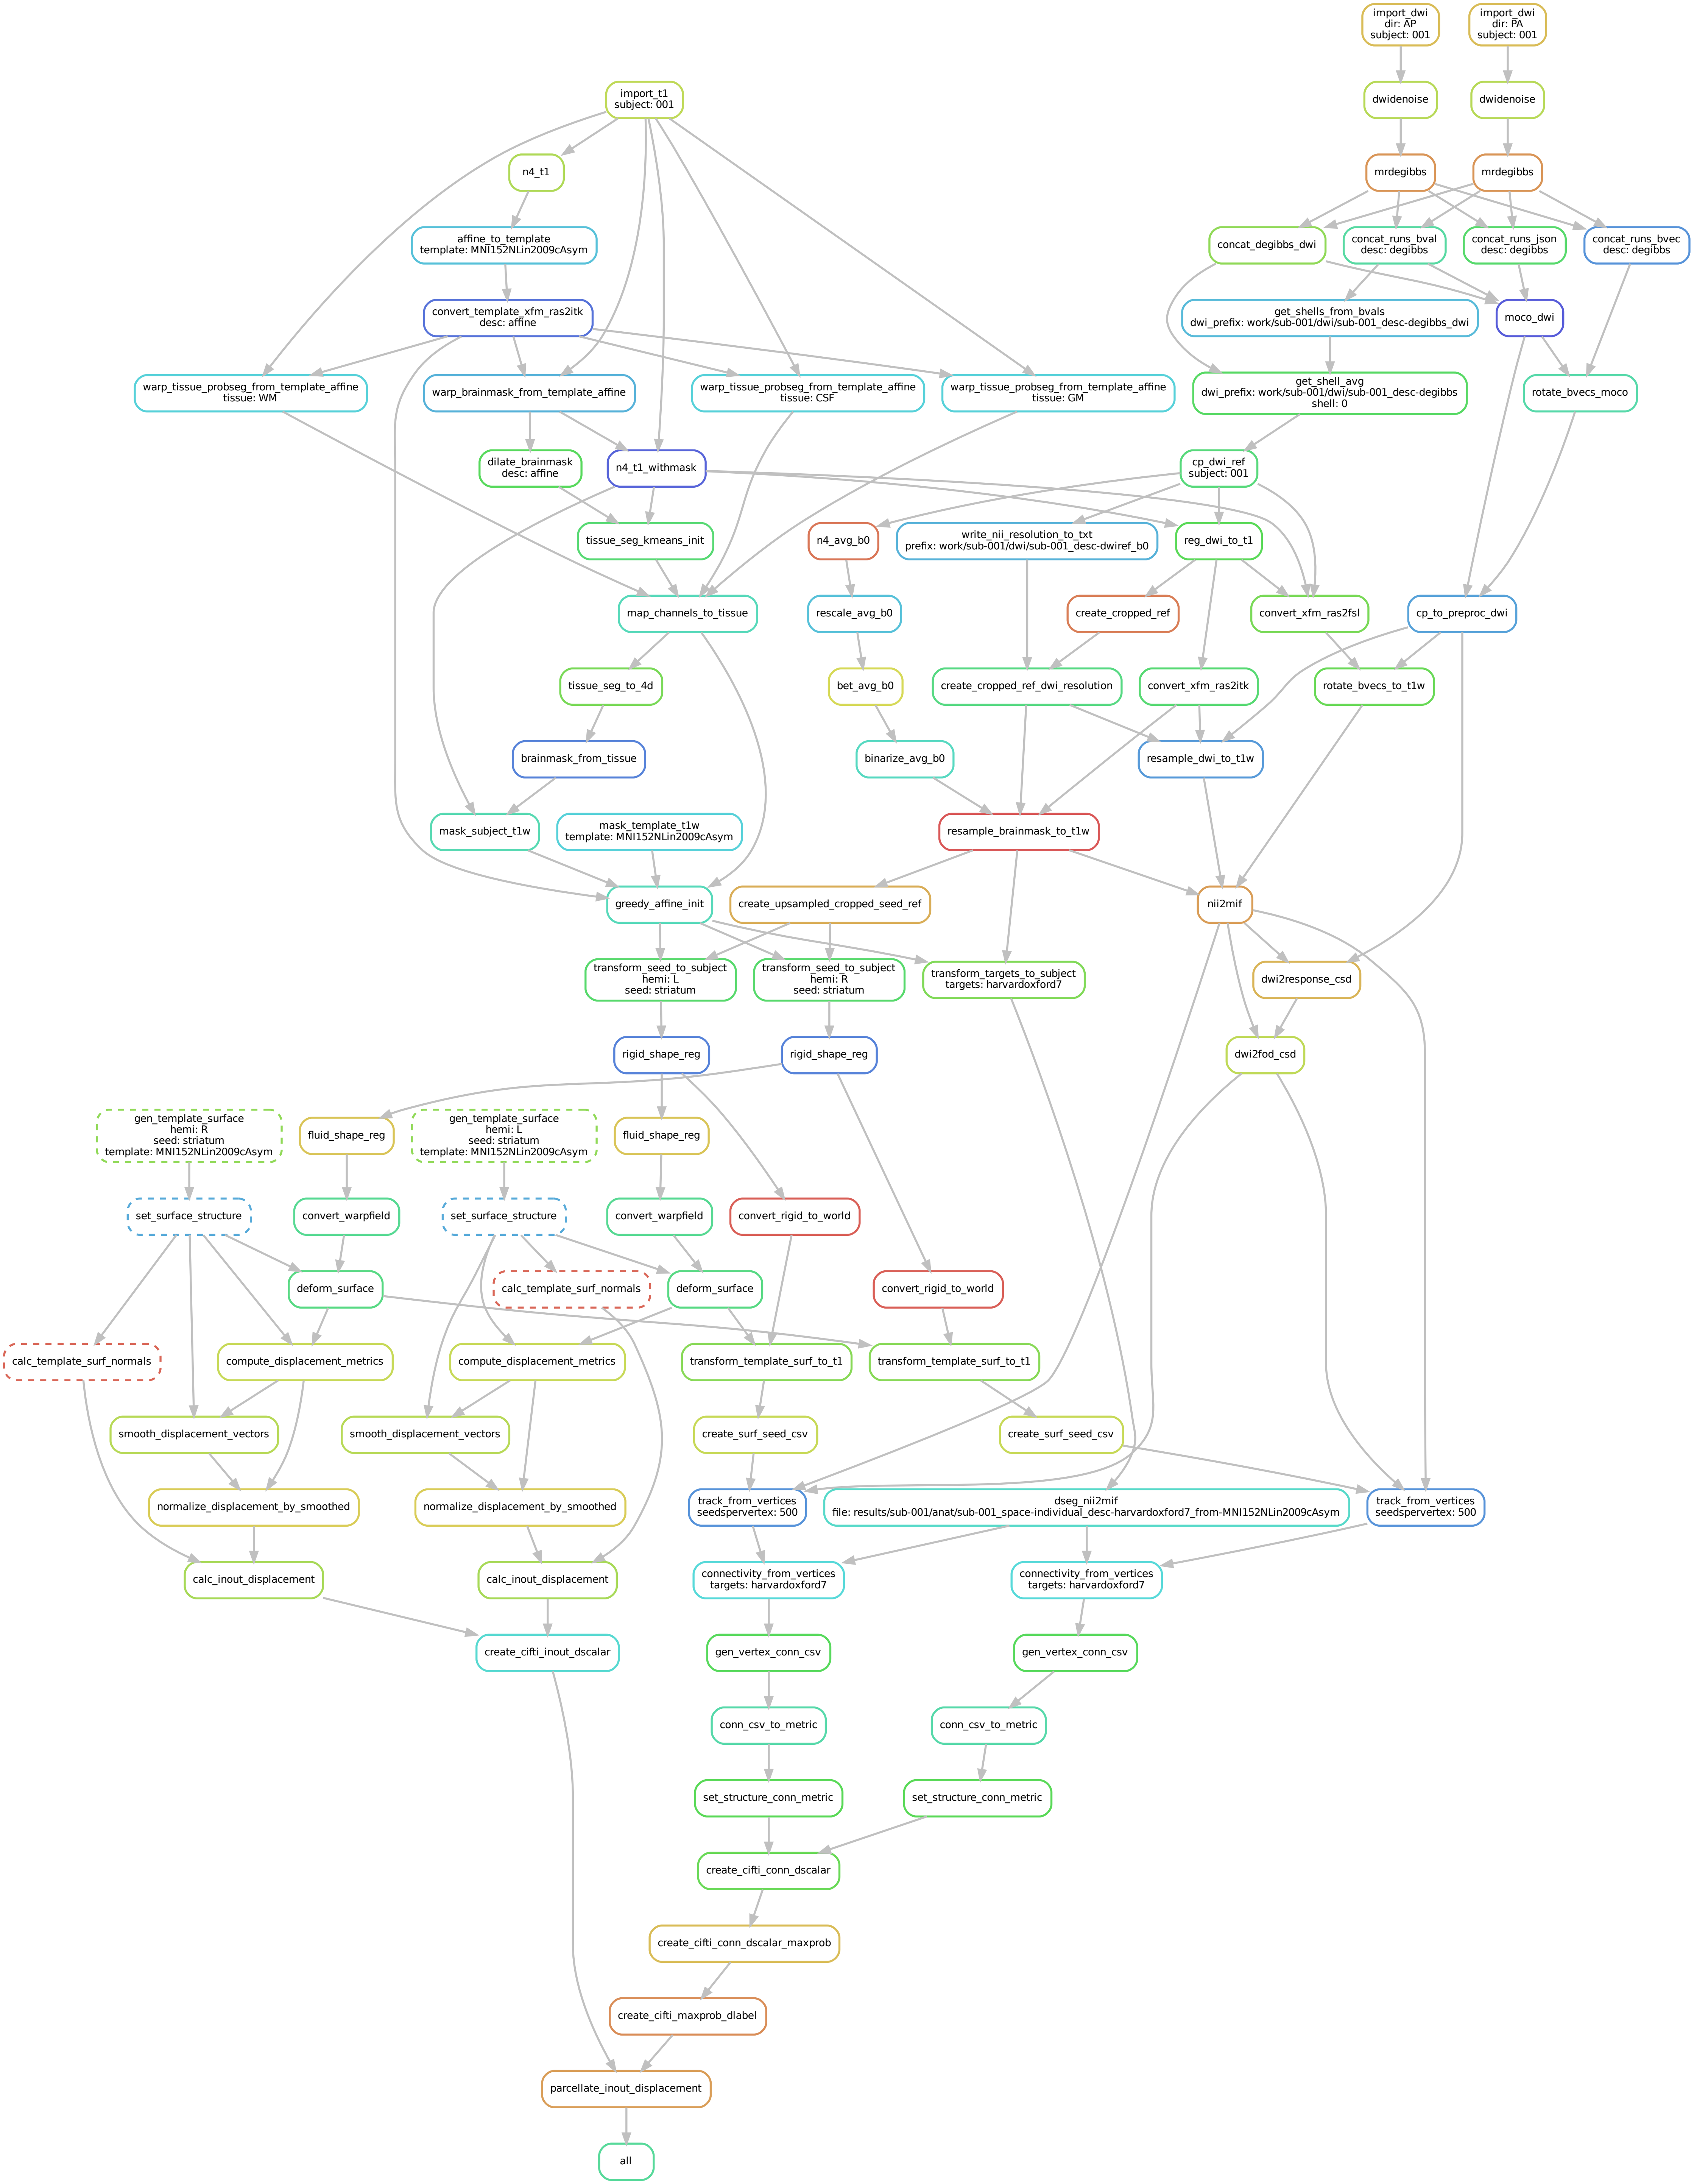 import_dwi
dir: AP
subject: 001
import_dwi
dir: PA
subject: 001
import_t1
subject: 001
dwidenoise
dwidenoise
n4_t1
mrdegibbs
mrdegibbs
affine_to_template
template: MNI152NLin2009cAsym
concat_degibbs_dwi
concat_runs_bval
desc: degibbs
concat_runs_json
desc: degibbs
concat_runs_bvec
desc: degibbs
convert_template_xfm_ras2itk
desc: affine
get_shells_from_bvals
dwi_prefix: work/sub-001/dwi/sub-001_desc-degibbs_dwi
moco_dwi
warp_tissue_probseg_from_template_affine
tissue: WM
warp_brainmask_from_template_affine
warp_tissue_probseg_from_template_affine
tissue: CSF
warp_tissue_probseg_from_template_affine
tissue: GM
get_shell_avg
dwi_prefix: work/sub-001/dwi/sub-001_desc-degibbs
shell: 0
rotate_bvecs_moco
dilate_brainmask
desc: affine
n4_t1_withmask
cp_dwi_ref
subject: 001
tissue_seg_kmeans_init
n4_avg_b0
write_nii_resolution_to_txt
prefix: work/sub-001/dwi/sub-001_desc-dwiref_b0
reg_dwi_to_t1
map_channels_to_tissue
rescale_avg_b0
create_cropped_ref
convert_xfm_ras2fsl
cp_to_preproc_dwi
tissue_seg_to_4d
bet_avg_b0
create_cropped_ref_dwi_resolution
convert_xfm_ras2itk
rotate_bvecs_to_t1w
brainmask_from_tissue
binarize_avg_b0
resample_dwi_to_t1w
mask_subject_t1w
mask_template_t1w
template: MNI152NLin2009cAsym
resample_brainmask_to_t1w
greedy_affine_init
create_upsampled_cropped_seed_ref
nii2mif
transform_seed_to_subject
hemi: L
seed: striatum
transform_seed_to_subject
hemi: R
seed: striatum
transform_targets_to_subject
targets: harvardoxford7
dwi2response_csd
rigid_shape_reg
rigid_shape_reg
dwi2fod_csd
gen_template_surface
hemi: R
seed: striatum
template: MNI152NLin2009cAsym
fluid_shape_reg
gen_template_surface
hemi: L
seed: striatum
template: MNI152NLin2009cAsym
fluid_shape_reg
set_surface_structure
convert_warpfield
set_surface_structure
convert_warpfield
convert_rigid_to_world
deform_surface
calc_template_surf_normals
deform_surface
convert_rigid_to_world
calc_template_surf_normals
compute_displacement_metrics
compute_displacement_metrics
transform_template_surf_to_t1
transform_template_surf_to_t1
smooth_displacement_vectors
smooth_displacement_vectors
create_surf_seed_csv
create_surf_seed_csv
normalize_displacement_by_smoothed
normalize_displacement_by_smoothed
track_from_vertices
seedspervertex: 500
dseg_nii2mif
file: results/sub-001/anat/sub-001_space-individual_desc-harvardoxford7_from-MNI152NLin2009cAsym
track_from_vertices
seedspervertex: 500
calc_inout_displacement
calc_inout_displacement
connectivity_from_vertices
targets: harvardoxford7
connectivity_from_vertices
targets: harvardoxford7
create_cifti_inout_dscalar
gen_vertex_conn_csv
gen_vertex_conn_csv
conn_csv_to_metric
conn_csv_to_metric
set_structure_conn_metric
set_structure_conn_metric
create_cifti_conn_dscalar
create_cifti_conn_dscalar_maxprob
create_cifti_maxprob_dlabel
parcellate_inout_displacement
all